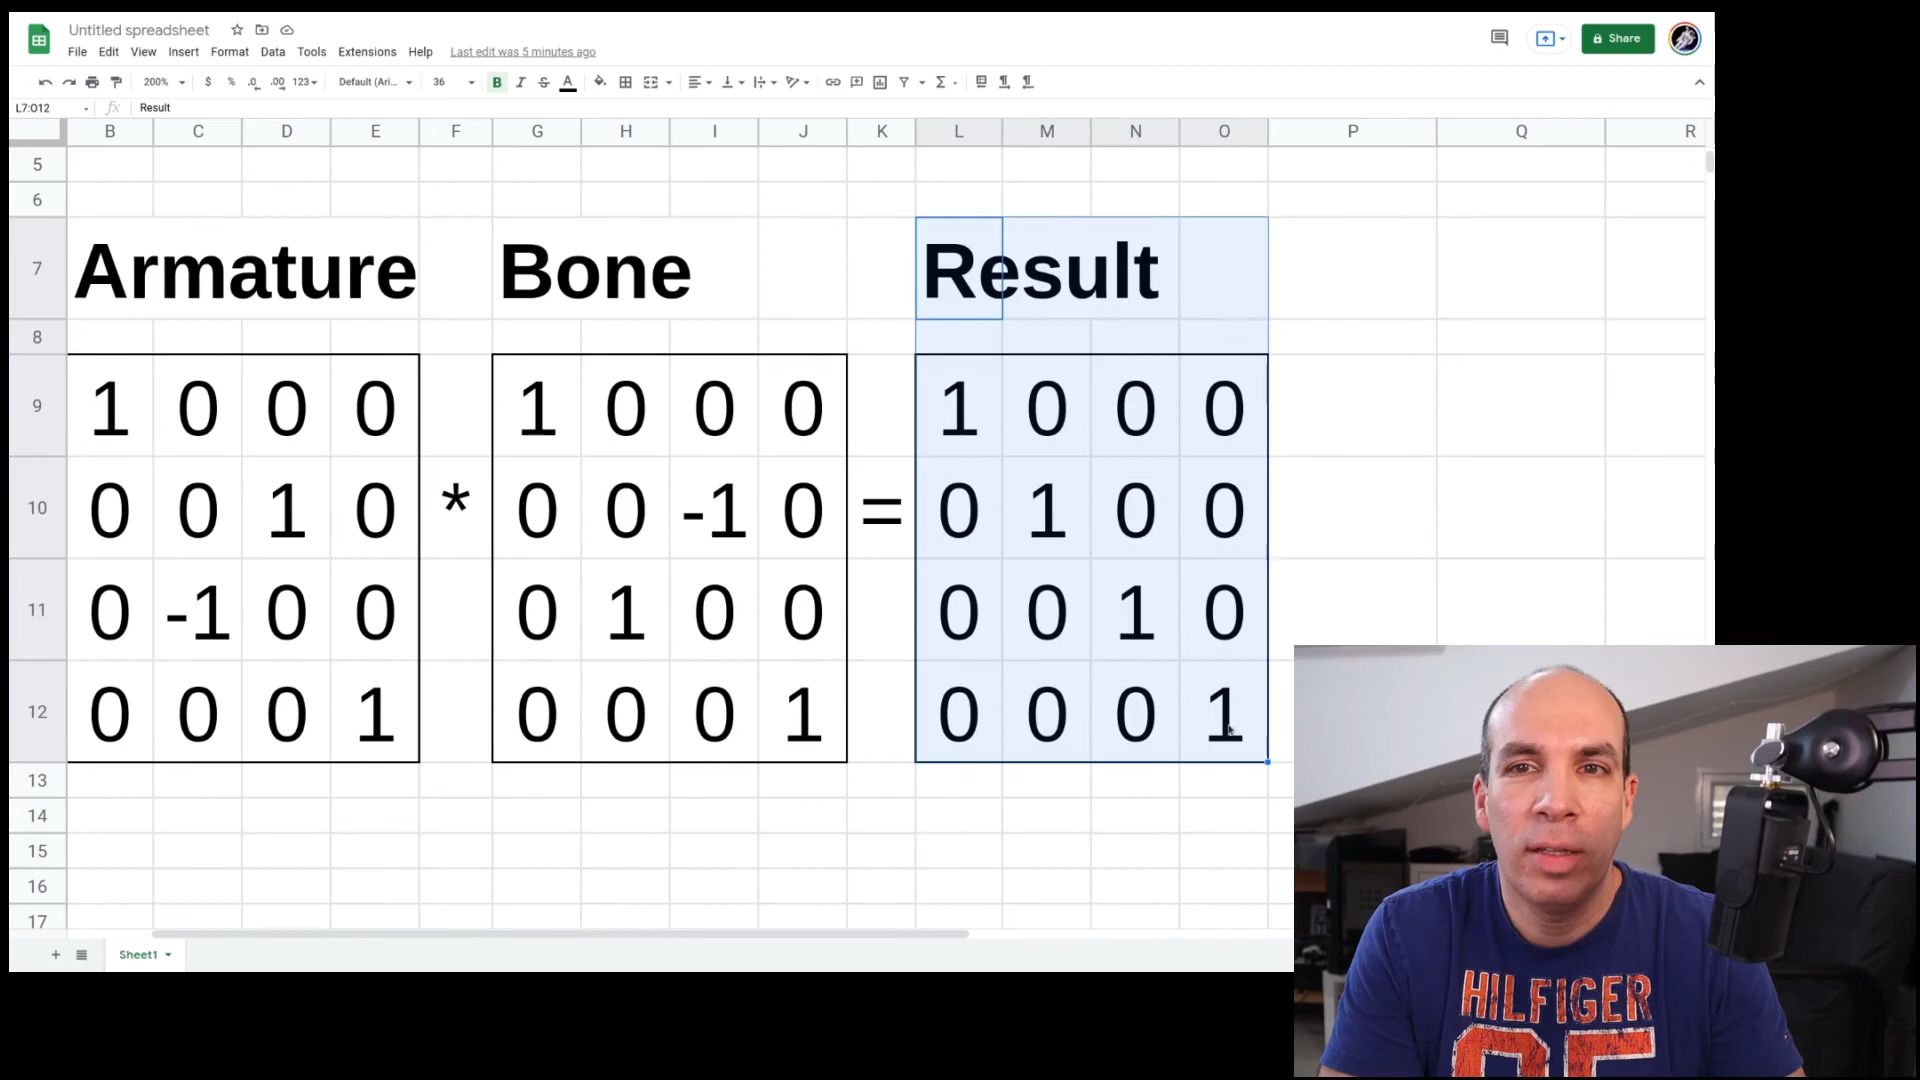 Untitled spreadsheet
File Edit View Insert Format Data Tools Extensions Help Last edit was 5 minutes ago
Share
200% $ % .0 .00 123 Default (Ari... 36 B I S A
L7:O12 fx Result
B C D E F G H I J K L M N O P Q R
5
6
7 Armature Bone Result
8
9 1 0 0 0 1 0 0 0 1 0 0 0
10 0 0 1 0 * 0 0 -1 0 = 0 1 0 0
11 0 -1 0 0 0 1 0 0 0 0 1 0
12 0 0 0 1 0 0 0 1 0 0 0 1
13
14
15
16
17
+ Sheet1
HILFIGER